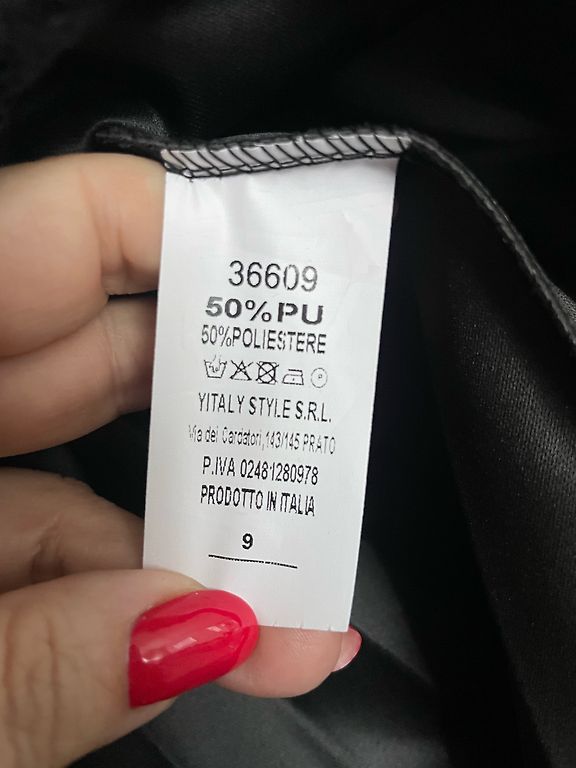 36609
50%PU
50%POLIESTERE
YITALY STYLE S.R.L.
Via dei Cardatori,143/145 PRATO
P.IVA 02481280978
PRODOTTO IN ITALIA
9